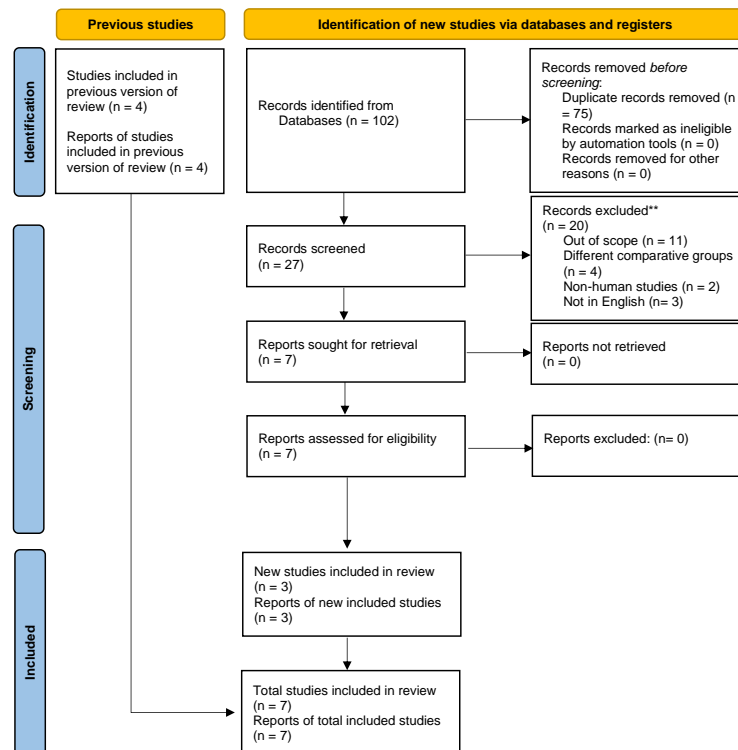 Previous studies
Identification of new studies via databases and registers
Identification
Studies included in
previous version of
review (n = 4)
Reports of studies
included in previous
version of review (n = 4)
Records identified from
Databases (n = 102)
Records removed before
screening:
Duplicate records removed (n
= 75)
Records marked as ineligible
by automation tools (n = 0)
Records removed for other
reasons (n = 0)
Screening
Records screened
(n = 27)
Records excluded**
(n = 20)
Out of scope (n = 11)
Different comparative groups
(n = 4)
Non-human studies (n = 2)
Not in English (n= 3)
Reports sought for retrieval
(n = 7)
Reports not retrieved
(n = 0)
Reports assessed for eligibility
(n = 7)
Reports excluded: (n= 0)
Included
New studies included in review
(n = 3)
Reports of new included studies
(n = 3)
Total studies included in review
(n = 7)
Reports of total included studies
(n = 7)